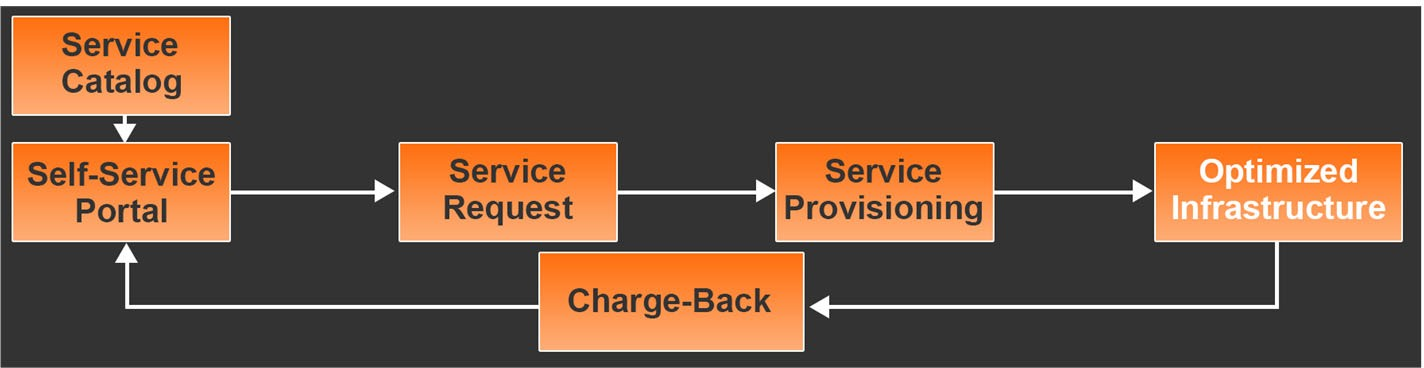 Service
Catalog
Self-Service
Portal
Service
Request
Service
Provisioning
Optimized
Infrastructure
Charge-Back